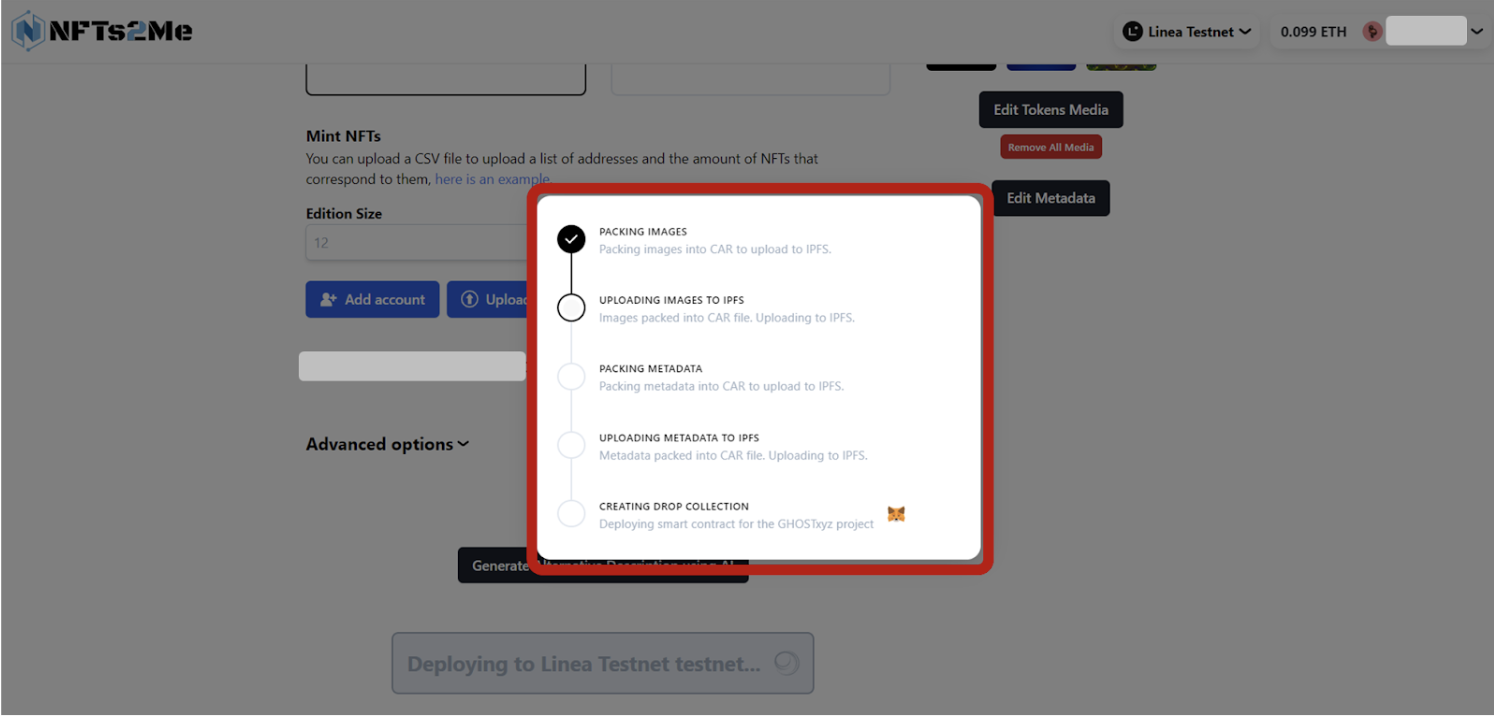 NFTs2Me
Linea Testnet
0.099 ETH
Edit Tokens Media
Remove All Media
Edit Metadata
Mint NFTs
You can upload a CSV file to upload a list of addresses and the amount of NFTs that
correspond to them, here is an example.
Edition Size
12
Add account
PACKING IMAGES
Packing images into CAR to upload to IPFS.
UPLOADING IMAGES TO IPFS
Images packed into CAR file. Uploading to IPFS.
PACKING METADATA
Packing metadata into CAR to upload to IPFS.
UPLOADING METADATA TO IPFS
Metadata packed into CAR file. Uploading to IPFS.
CREATING DROP COLLECTION
Deploying smart contract for the GHOSTxyz project
Advanced options
Generate Alternative Description using AI
Deploying to Linea Testnet testnet...